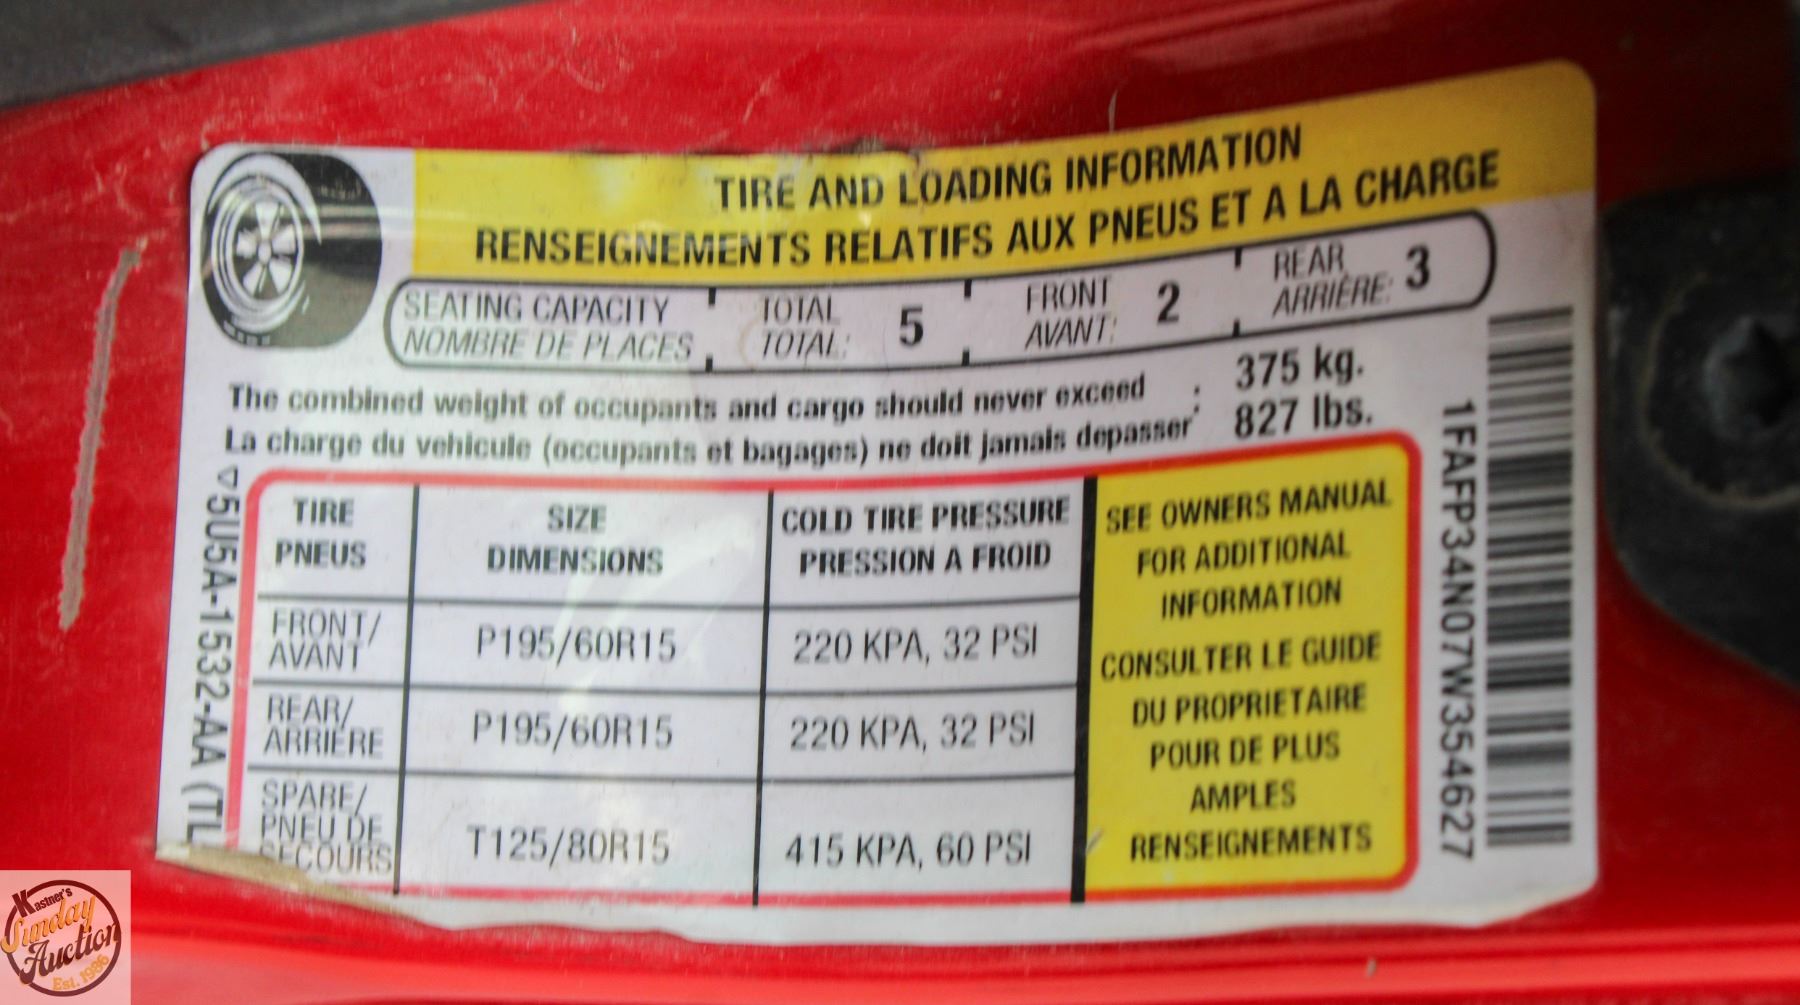 TIRE AND LOADING INFORMATION
RENSEIGNEMENTS RELATIFS AUX PNEUS ET A LA CHARGE
SEATING CAPACITY TOTAL FRONT REAR
NOMBRE DE PLACES TOTAL: 5 AVANT: 2 ARRIÈRE: 3
The combined weight of occupants and cargo should never exceed : 375 kg.
La charge du vehicule (occupants et bagages) ne doit jamais depasser 827 lbs.
TIRE SIZE COLD TIRE PRESSURE
PNEUS DIMENSIONS PRESSION A FROID
FRONT/
AVANT P195/60R15 220 KPA, 32 PSI
REAR/
ARRIÈRE P195/60R15 220 KPA, 32 PSI
SPARE/
PNEU DE
SECOURS T125/80R15 415 KPA, 60 PSI
SEE OWNERS MANUAL
FOR ADDITIONAL
INFORMATION
CONSULTER LE GUIDE
DU PROPRIETAIRE
POUR DE PLUS
AMPLES
RENSEIGNEMENTS
▽5U5A-1532-AA (TL
1FAFP34N07W354627
Kastner's
Sunday
Auction
Est. 1986